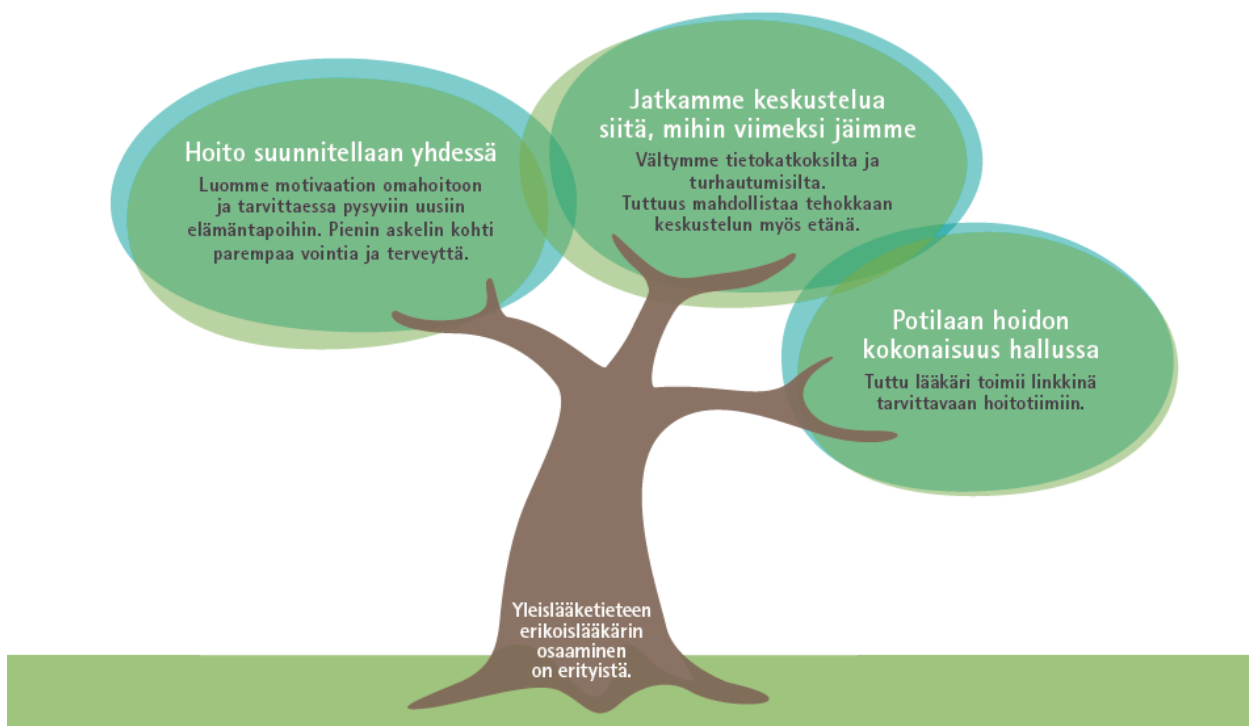 Hoito suunnitellaan yhdessä
Luomme motivaation omahoitoon
ja tarvittaessa pysyviin uusiin
elämäntapoihin. Pienin askelin kohti
parempaa vointia ja terveyttä.
Jatkamme keskustelua
siitä, mihin viimeksi jäimme
Vältymme tietokatkoksilta ja
turhautumisilta.
Tuttuus mahdollistaa tehokkaan
keskustelun myös etänä.
Potilaan hoidon
kokonaisuus hallussa
Tuttu lääkäri toimii linkkinä
tarvittavaan hoitotiimiin.
Yleislääketieteen
erikoislääkärin
osaaminen
on erityistä.